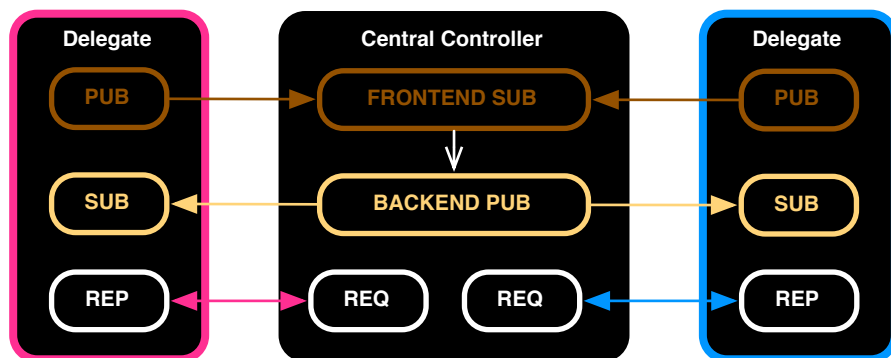 Delegate
Central Controller
Delegate
PUB
FRONTEND SUB
PUB
SUB
BACKEND PUB
SUB
REP
REQ
REQ
REP